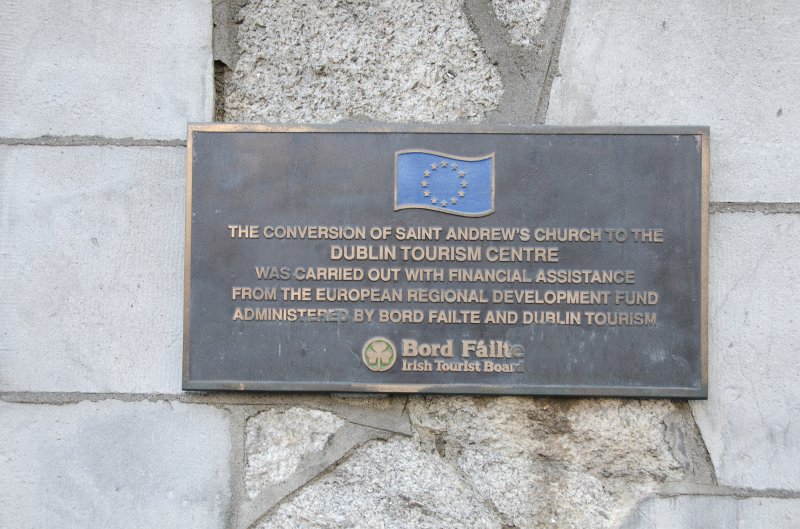 THE CONVERSION OF SAINT ANDREW'S CHURCH TO THE
DUBLIN TOURISM CENTRE
WAS CARRIED OUT WITH FINANCIAL ASSISTANCE
FROM THE EUROPEAN REGIONAL DEVELOPMENT FUND
ADMINISTERED BY BORD FAILTE AND DUBLIN TOURISM
Bord Fáilte
Irish Tourist Board